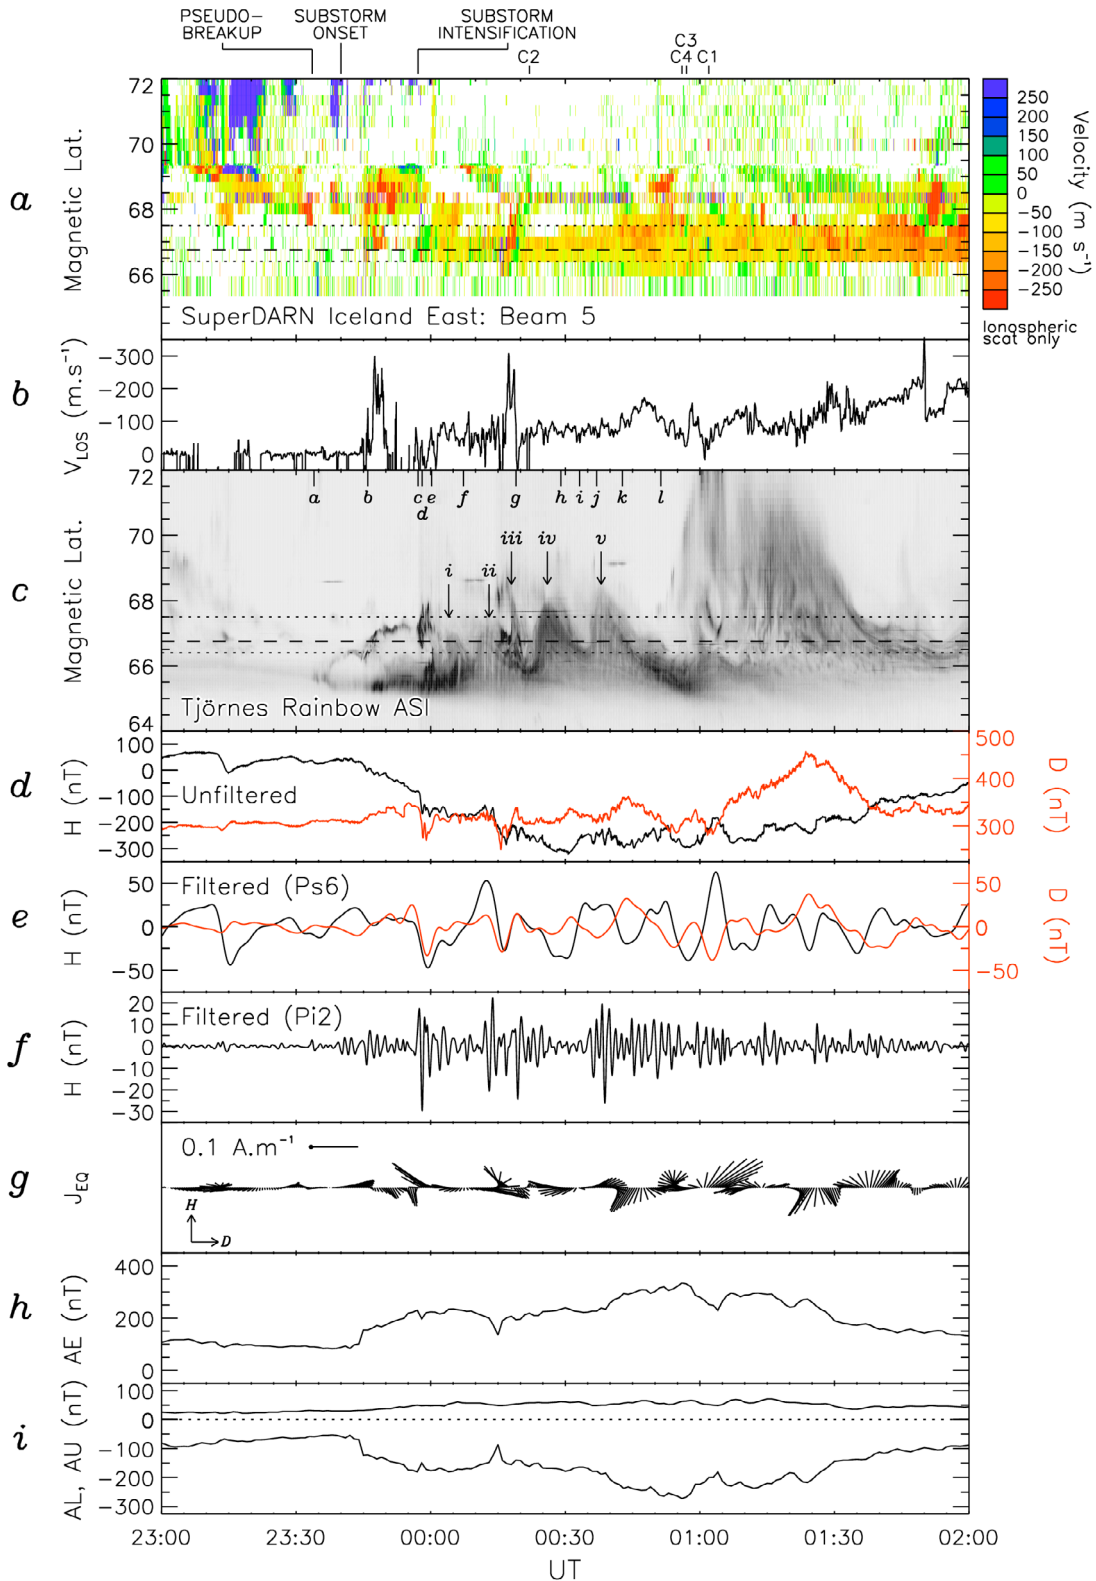 PSEUDO-
BREAKUP
SUBSTORM
ONSET
SUBSTORM
INTENSIFICATION
C2
C3
C4 C1
a
Magnetic Lat.
72
70
68
66
SuperDARN Iceland East: Beam 5
250
200
150
100
50
0
-50
-100
-150
-200
-250
Velocity (m s⁻¹)
Ionospheric
scat only
b
V_LOS (m.s⁻¹)
-300
-200
-100
0
c
Magnetic Lat.
72
70
68
66
64
a b c d e f g h i j k l
i ii iii iv v
Tjörnes Rainbow ASI
d
H (nT)
100
0
-100
-200
-300
Unfiltered
500
400
300
D (nT)
e
H (nT)
50
0
-50
Filtered (Ps6)
50
0
-50
D (nT)
f
H (nT)
20
10
0
-10
-20
-30
Filtered (Pi2)
g
J_EQ
0.1 A.m⁻¹
H
D
h
AE (nT)
400
200
0
i
AL, AU (nT)
100
0
-100
-200
-300
23:00 23:30 00:00 00:30 01:00 01:30 02:00
UT